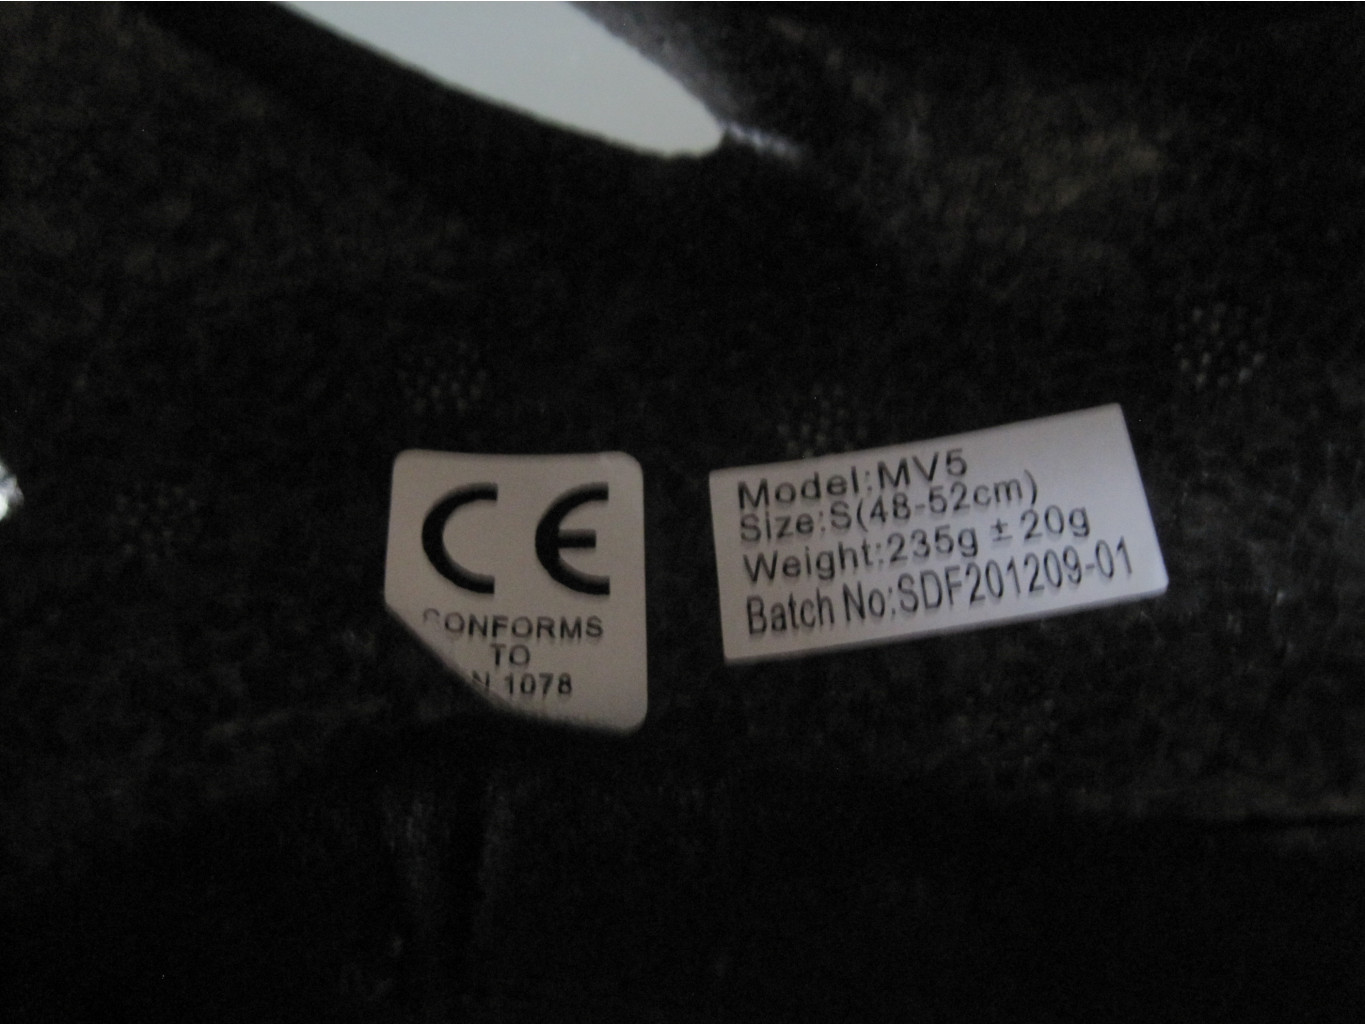 CE
CONFORMS
TO
N 1078
Model:MV5
Size:S(48-52cm)
Weight:235g ± 20g
Batch No:SDF201209-01